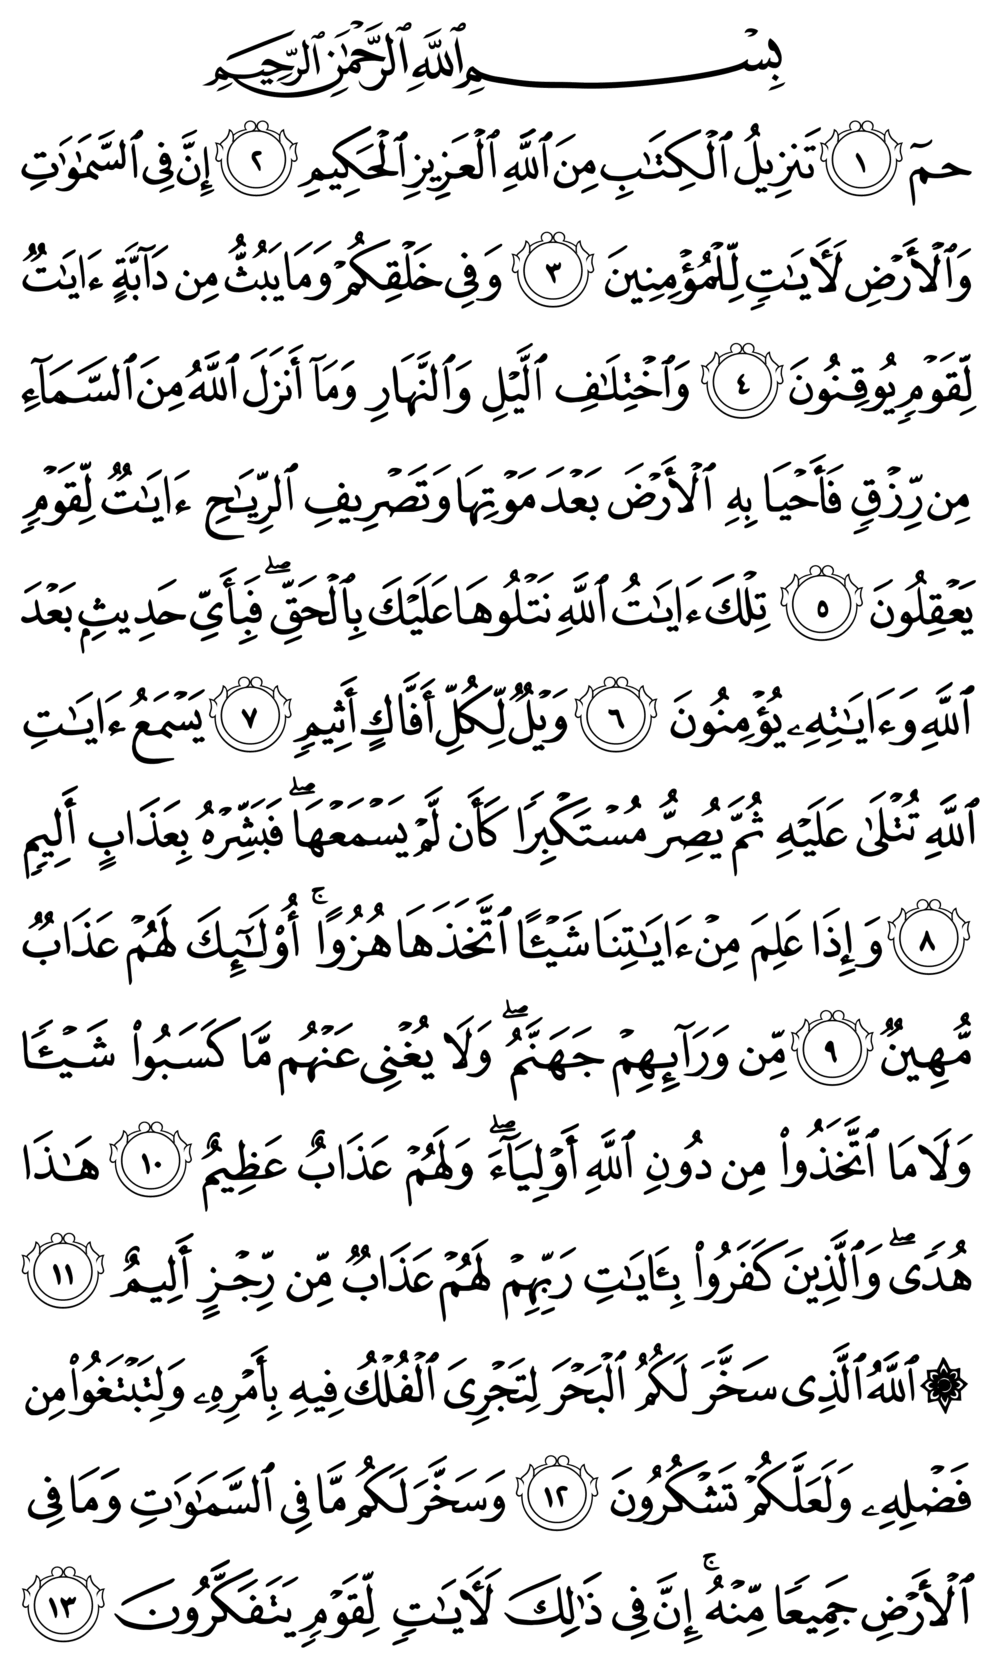 بِسْمِ ٱللَّهِ ٱلرَّحْمَٰنِ ٱلرَّحِيمِ
حمٓ ١ تَنزِيلُ ٱلْكِتَٰبِ مِنَ ٱللَّهِ ٱلْعَزِيزِ ٱلْحَكِيمِ ٢ إِنَّ فِى ٱلسَّمَٰوَٰتِ
وَٱلْأَرْضِ لَءَايَٰتٍ لِّلْمُؤْمِنِينَ ٣ وَفِى خَلْقِكُمْ وَمَا يَبُثُّ مِن دَآبَّةٍ ءَايَٰتٌ
لِّقَوْمٍ يُوقِنُونَ ٤ وَٱخْتِلَٰفِ ٱلَّيْلِ وَٱلنَّهَارِ وَمَآ أَنزَلَ ٱللَّهُ مِنَ ٱلسَّمَآءِ
مِن رِّزْقٍ فَأَحْيَا بِهِ ٱلْأَرْضَ بَعْدَ مَوْتِهَا وَتَصْرِيفِ ٱلرِّيَٰحِ ءَايَٰتٌ لِّقَوْمٍ
يَعْقِلُونَ ٥ تِلْكَ ءَايَٰتُ ٱللَّهِ نَتْلُوهَا عَلَيْكَ بِٱلْحَقِّ ۖ فَبِأَىِّ حَدِيثٍۭ بَعْدَ
ٱللَّهِ وَءَايَٰتِهِۦ يُؤْمِنُونَ ٦ وَيْلٌ لِّكُلِّ أَفَّاكٍ أَثِيمٍ ٧ يَسْمَعُ ءَايَٰتِ
ٱللَّهِ تُتْلَىٰ عَلَيْهِ ثُمَّ يُصِرُّ مُسْتَكْبِرًا كَأَن لَّمْ يَسْمَعْهَا ۖ فَبَشِّرْهُ بِعَذَابٍ أَلِيمٍ
٨ وَإِذَا عَلِمَ مِنْ ءَايَٰتِنَا شَيْـًٔا ٱتَّخَذَهَا هُزُوًا ۚ أُو۟لَٰٓئِكَ لَهُمْ عَذَابٌ
مُّهِينٌ ٩ مِّن وَرَآئِهِمْ جَهَنَّمُ ۖ وَلَا يُغْنِى عَنْهُم مَّا كَسَبُوا۟ شَيْـًٔا
وَلَا مَا ٱتَّخَذُوا۟ مِن دُونِ ٱللَّهِ أَوْلِيَآءَ ۖ وَلَهُمْ عَذَابٌ عَظِيمٌ ١٠ هَٰذَا
هُدًى ۖ وَٱلَّذِينَ كَفَرُوا۟ بِـَٔايَٰتِ رَبِّهِمْ لَهُمْ عَذَابٌ مِّن رِّجْزٍ أَلِيمٌ ١١
۞ ٱللَّهُ ٱلَّذِى سَخَّرَ لَكُمُ ٱلْبَحْرَ لِتَجْرِىَ ٱلْفُلْكُ فِيهِ بِأَمْرِهِۦ وَلِتَبْتَغُوا۟ مِن
فَضْلِهِۦ وَلَعَلَّكُمْ تَشْكُرُونَ ١٢ وَسَخَّرَ لَكُم مَّا فِى ٱلسَّمَٰوَٰتِ وَمَا فِى
ٱلْأَرْضِ جَمِيعًا مِّنْهُ ۚ إِنَّ فِى ذَٰلِكَ لَءَايَٰتٍ لِّقَوْمٍ يَتَفَكَّرُونَ ١٣